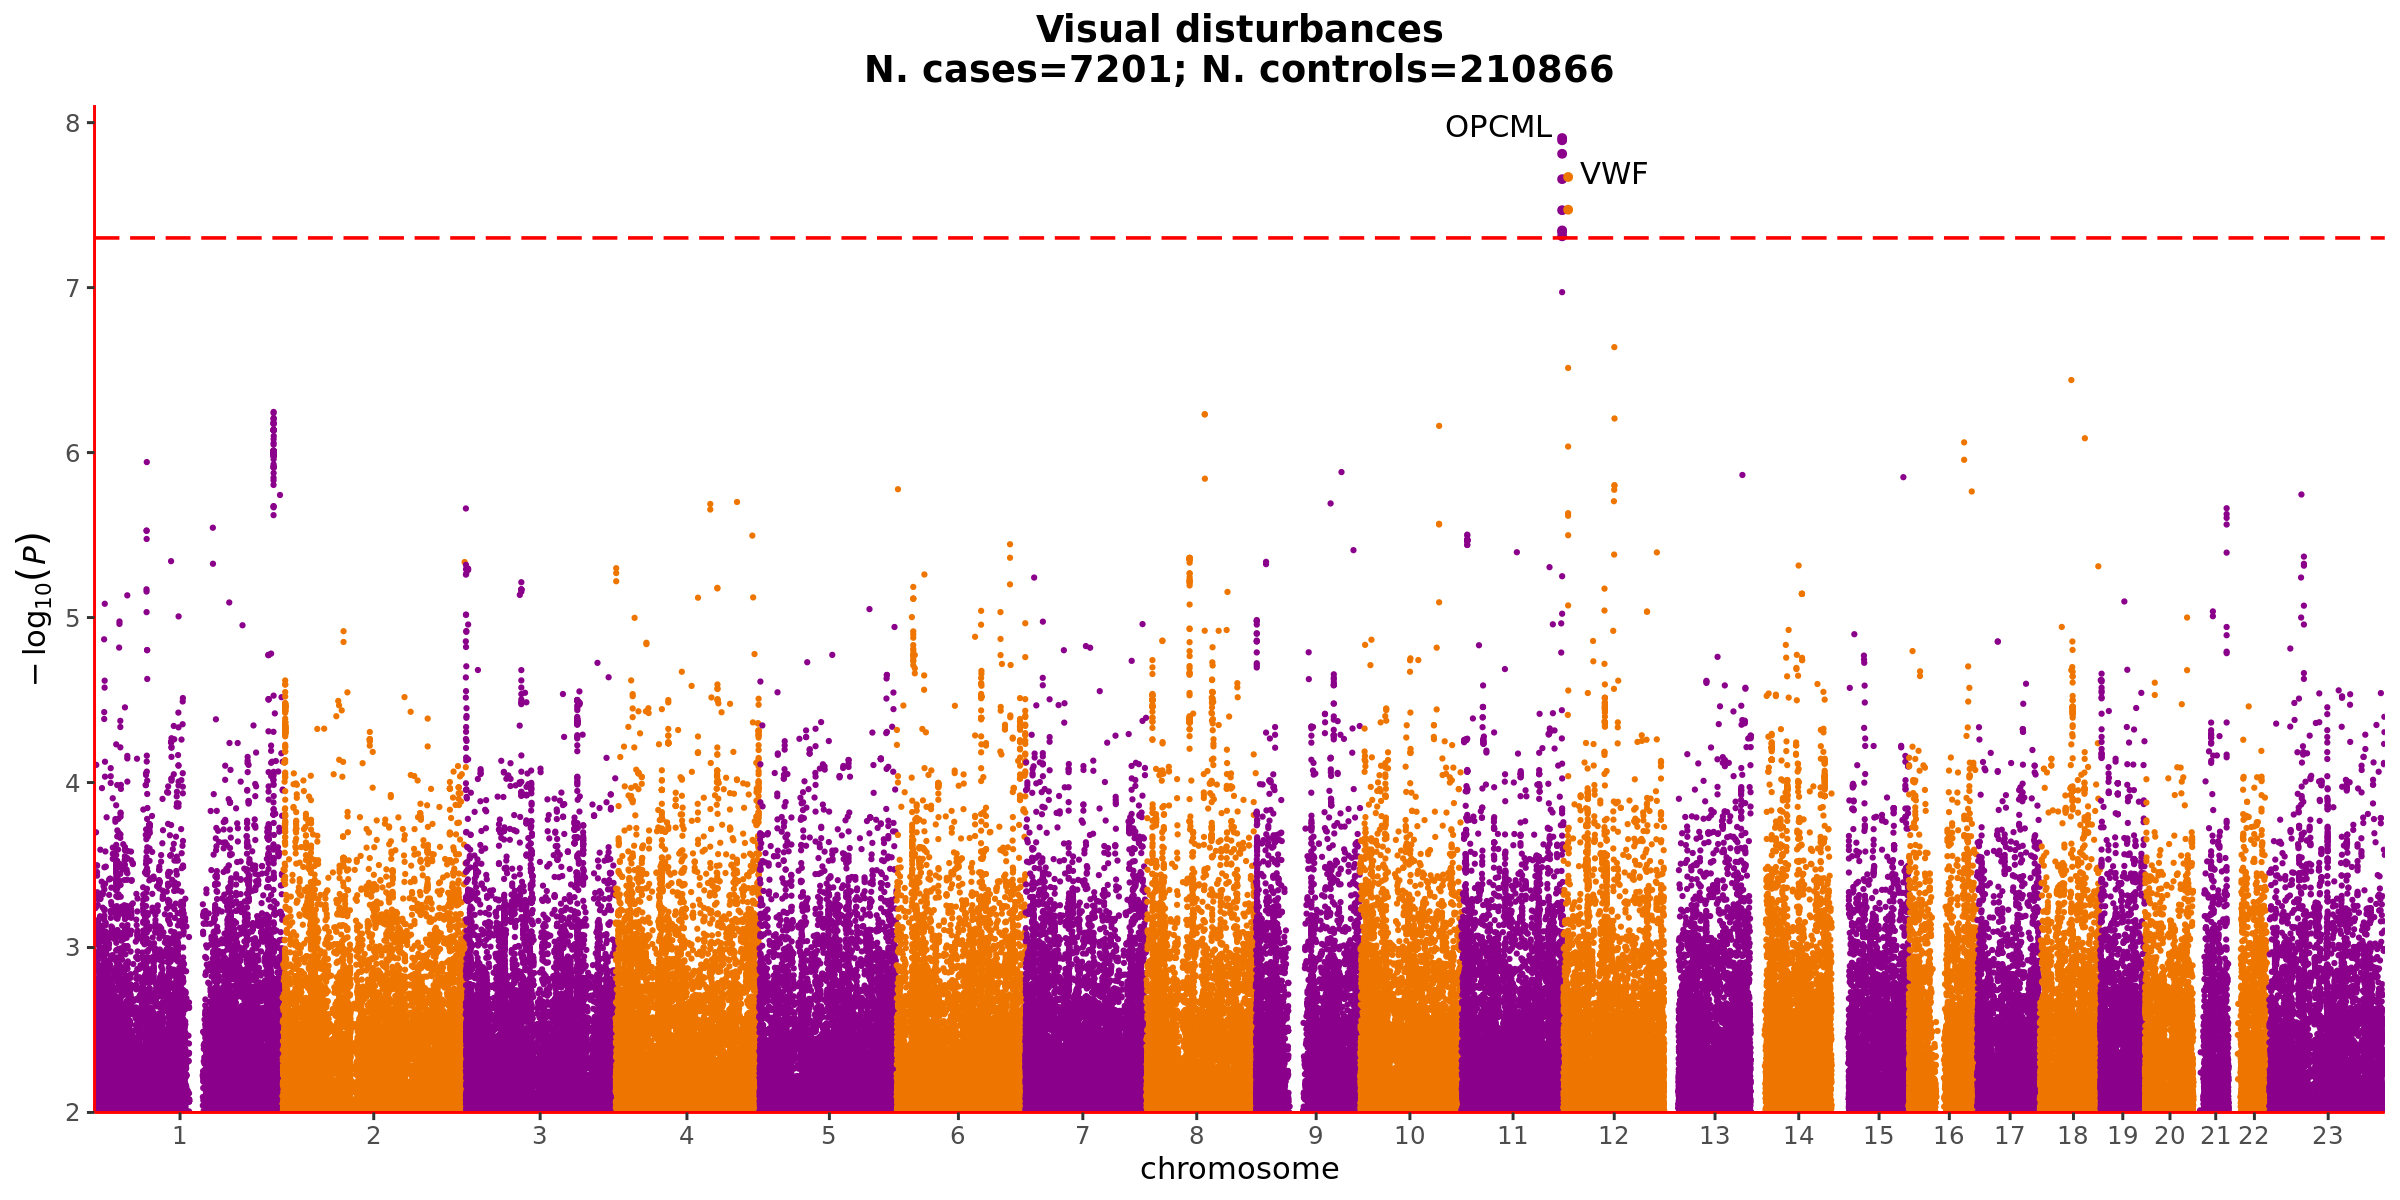 Visual disturbances
N. cases=7201; N. controls=210866
OPCML
VWF
8
7
6
5
4
3
2
−log10(P)
1 2 3 4 5 6 7 8 9 10 11 12 13 14 15 16 17 18 19 20 21 22 23
chromosome